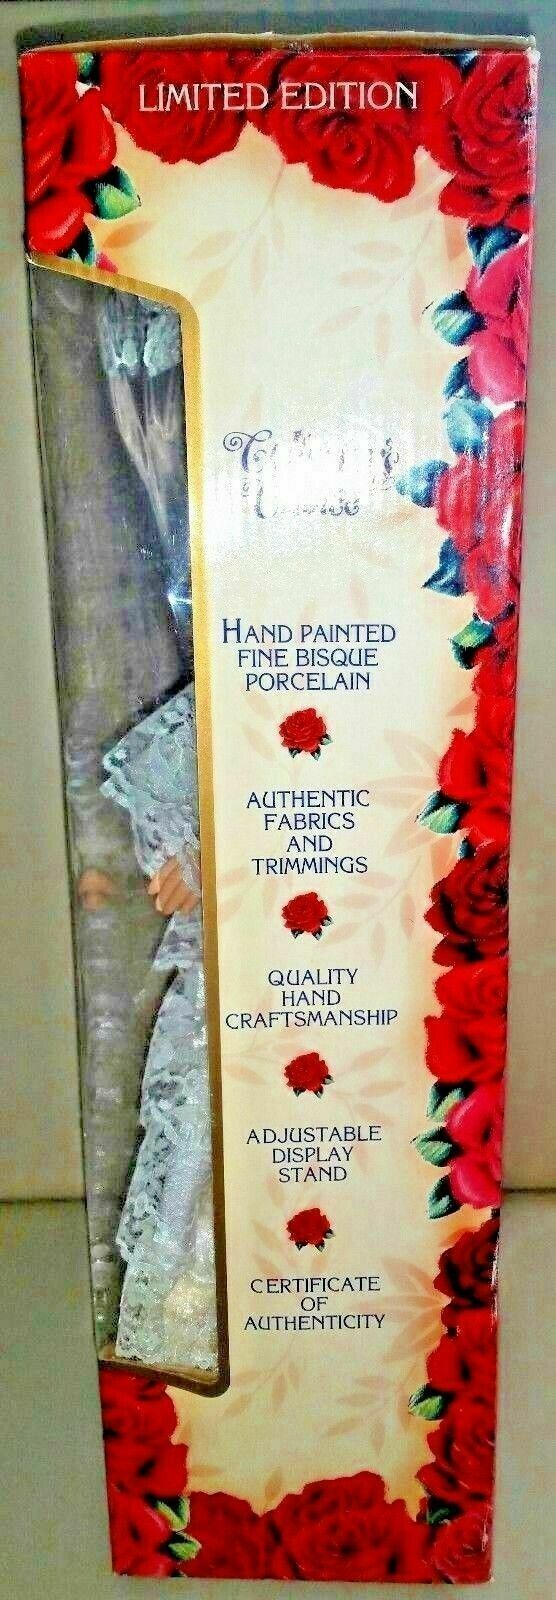 LIMITED EDITION
HAND PAINTED
FINE BISQUE
PORCELAIN
AUTHENTIC
FABRICS
AND
TRIMMINGS
QUALITY
HAND
CRAFTSMANSHIP
ADJUSTABLE
DISPLAY
STAND
CERTIFICATE
OF
AUTHENTICITY